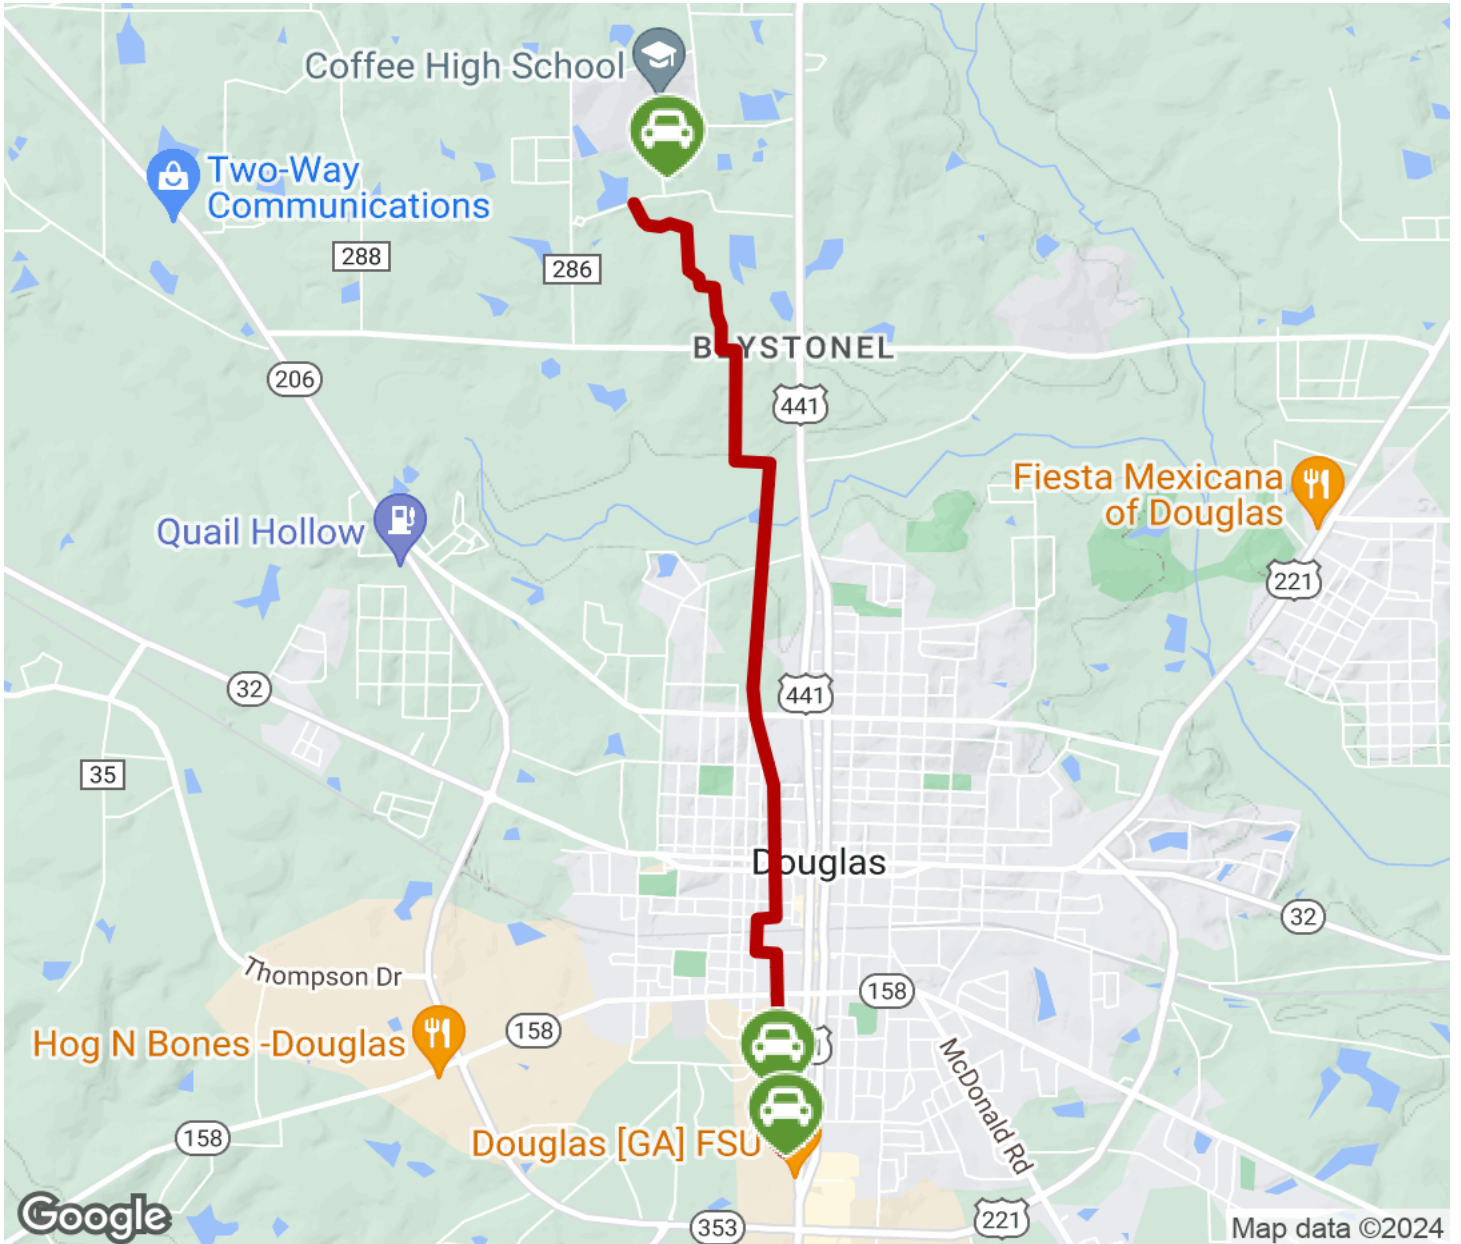 Coffee High School
Two-Way
Communications
288
286
BLYSTONEL
206
441
Fiesta Mexicana
of Douglas
Quail Hollow
221
32
441
35
Douglas
32
Thompson Dr
158
158
Hog N Bones -Douglas
McDonald Rd
158
Douglas [GA] FSU
353
221
Google
Map data ©2024